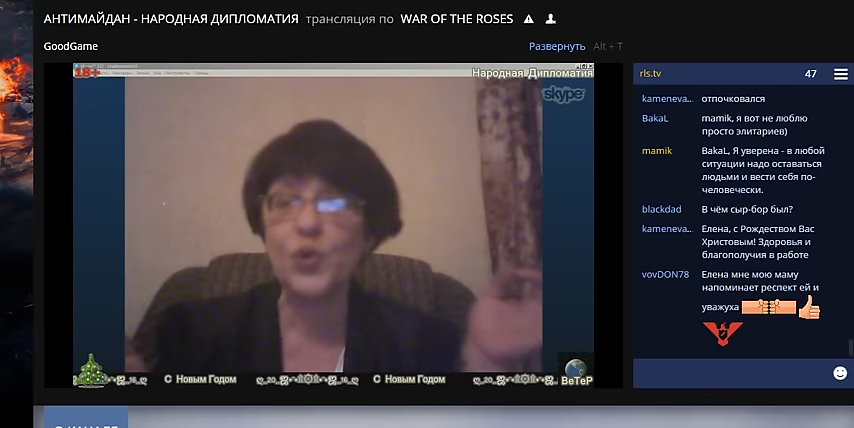 АНТИМАЙДАН - НАРОДНАЯ ДИПЛОМАТИЯ трансляция по WAR OF THE ROSES
GoodGame
Развернуть Alt + T
18+
Народная Дипломатия
skype
С Новым Годом
С Новым Годом
ВеТеР
rls.tv
47
kameneva..
отпочковался
BakaL
mamik, я вот не люблю
просто элитариев)
mamik
BakaL, Я уверена - в любой
ситуации надо оставаться
людьми и вести себя по-
человечески.
blackdad
В чём сыр-бор был?
kameneva..
Елена, с Рождеством Вас
Христовым! Здоровья и
благополучия в работе
vovDON78
Елена мне мою маму
напоминает респект ей и
уважуха